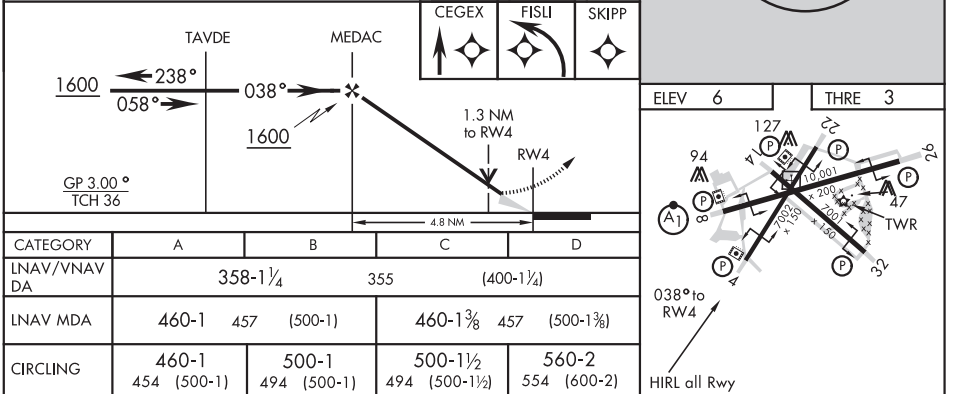 CEGEX FISLI SKIPP
TAVDE MEDAC
1600 238° 058° 038°
1600
1.3 NM
to RW4
RW4
GP 3.00°
TCH 36
4.8 NM
CATEGORY A B C D
LNAV/VNAV DA 358-1¼ 355 (400-1¼)
LNAV MDA 460-1 457 (500-1) 460-1⅜ 457 (500-1⅜)
CIRCLING 460-1 500-1 500-1½ 560-2
454 (500-1) 494 (500-1) 494 (500-1½) 554 (600-2)
ELEV 6 THRE 3
127 P 14 22 P 26
94 P 10,001 x 200 P
47
A1 8 7002 x 150 7001 x 150 TWR
P 4 P 32
038° to
RW4
HIRL all Rwy